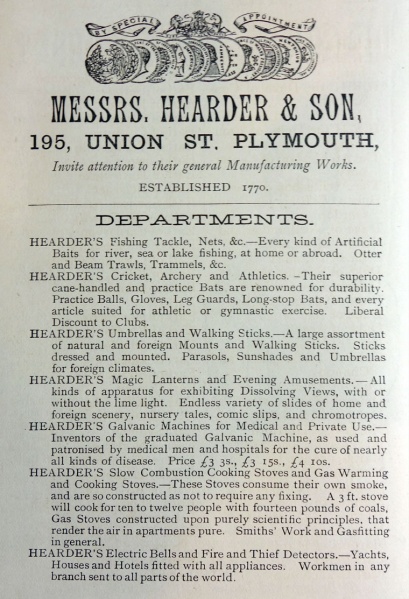 BY SPECIAL APPOINTMENT
MESSRS. HEARDER & SON,
195, UNION ST. PLYMOUTH,
Invite attention to their general Manufacturing Works.
ESTABLISHED 1770.
DEPARTMENTS.
HEARDER'S Fishing Tackle, Nets, &c.—Every kind of Artificial
Baits for river, sea or lake fishing, at home or abroad. Otter
and Beam Trawls, Trammels, &c.
HEARDER'S Cricket, Archery and Athletics. -Their superior
cane-handled and practice Bats are renowned for durability.
Practice Balls, Gloves, Leg Guards, Long-stop Bats, and every
article suited for athletic or gymnastic exercise. Liberal
Discount to Clubs.
HEARDER'S Umbrellas and Walking Sticks.—A large assortment
of natural and foreign Mounts and Walking Sticks. Sticks
dressed and mounted. Parasols, Sunshades and Umbrellas
for foreign climates.
HEARDER'S Magic Lanterns and Evening Amusements.—All
kinds of apparatus for exhibiting Dissolving Views, with or
without the lime light. Endless variety of slides of home and
foreign scenery, nursery tales, comic slips, and chromotropes.
HEARDER'S Galvanic Machines for Medical and Private Use.—
Inventors of the graduated Galvanic Machine, as used and
patronised by medical men and hospitals for the cure of nearly
all kinds of disease. Price £3 3s., £3 15s., £4 10s.
HEARDER'S Slow Combustion Cooking Stoves and Gas Warming
and Cooking Stoves.—These Stoves consume their own smoke,
and are so constructed as not to require any fixing. A 3 ft. stove
will cook for ten to twelve people with fourteen pounds of coals,
Gas Stoves constructed upon purely scientific principles, that
render the air in apartments pure. Smiths' Work and Gasfitting
in general.
HEARDER'S Electric Bells and Fire and Thief Detectors.—Yachts,
Houses and Hotels fitted with all appliances. Workmen in any
branch sent to all parts of the world.